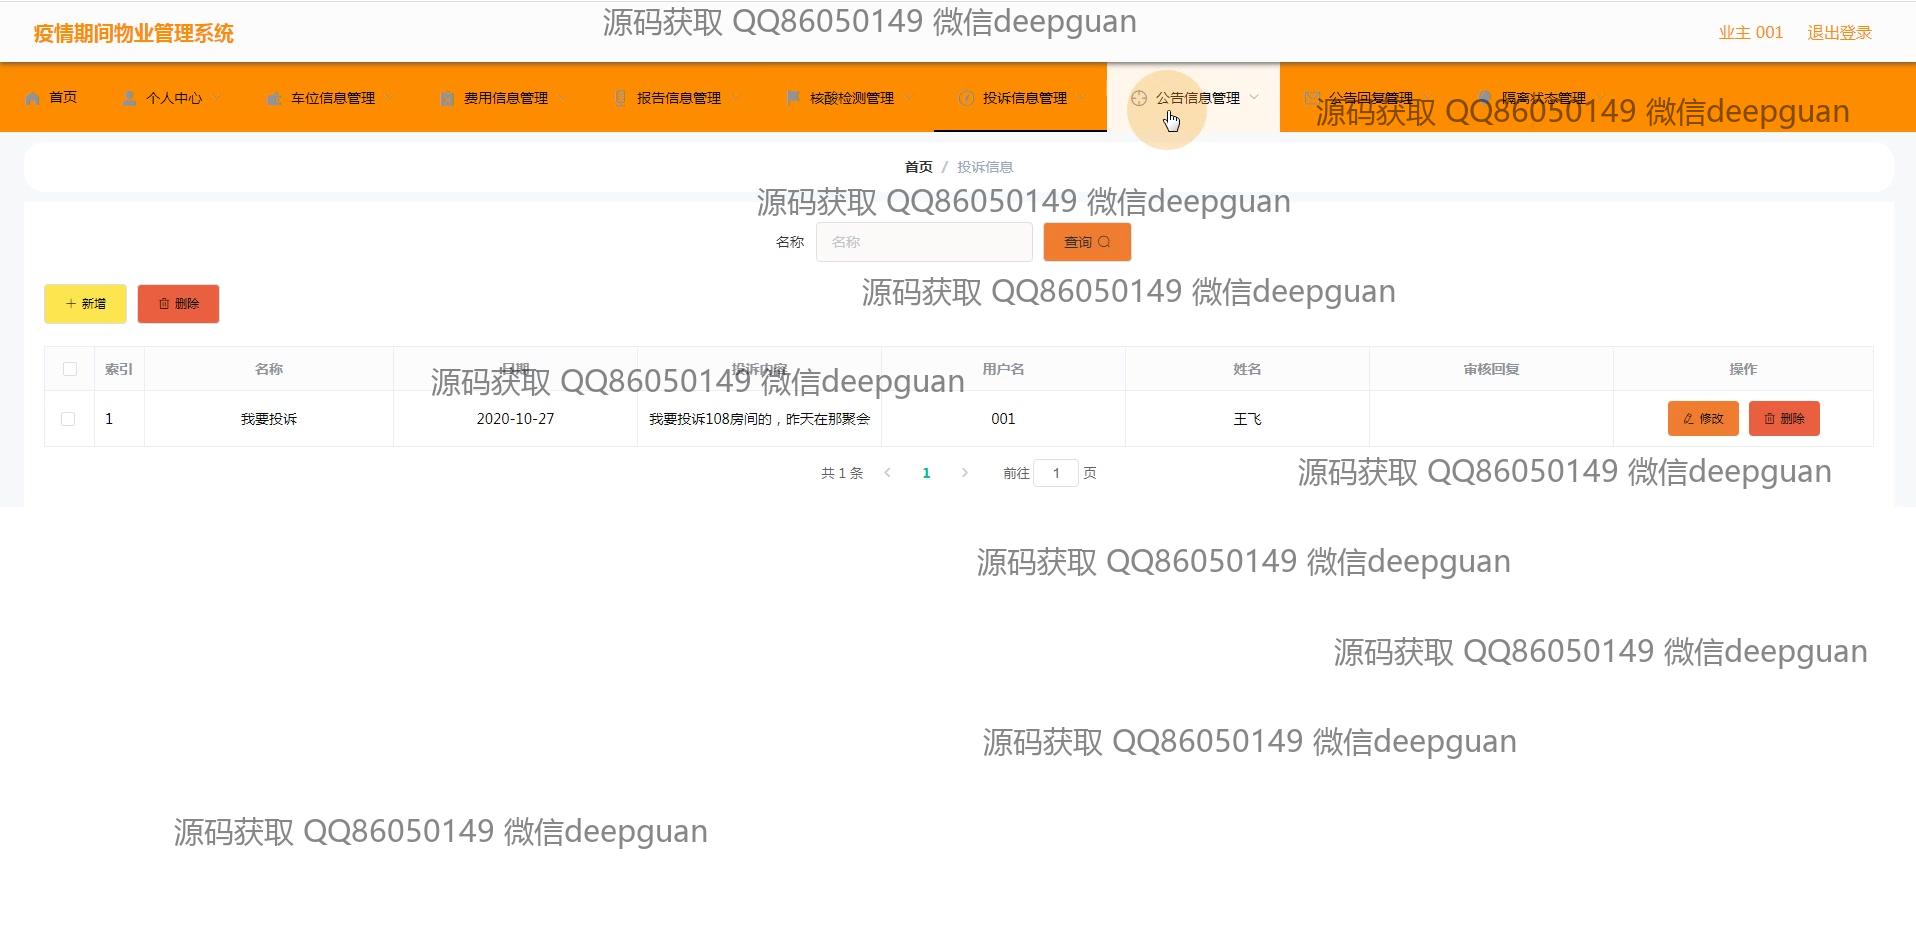 源码获取 QQ86050149 微信deepguan
疫情期间物业管理系统
业主 001 退出登录
首页 个人中心 车位信息管理 费用信息管理 报告信息管理 核酸检测管理 投诉信息管理 公告信息管理 公告回复管理 隔离状态管理
源码获取 QQ86050149 微信deepguan
首页 / 投诉信息
源码获取 QQ86050149 微信deepguan
名称 名称 查询
源码获取 QQ86050149 微信deepguan
新增 删除
索引 名称 日期 投诉内容 用户名 姓名 审核回复 操作
源码获取 QQ86050149 微信deepguan
1 我要投诉 2020-10-27 我要投诉108房间的，昨天在那聚会 001 王飞 修改 删除
共 1 条 < 1 > 前往 1 页
源码获取 QQ86050149 微信deepguan
源码获取 QQ86050149 微信deepguan
源码获取 QQ86050149 微信deepguan
源码获取 QQ86050149 微信deepguan
源码获取 QQ86050149 微信deepguan